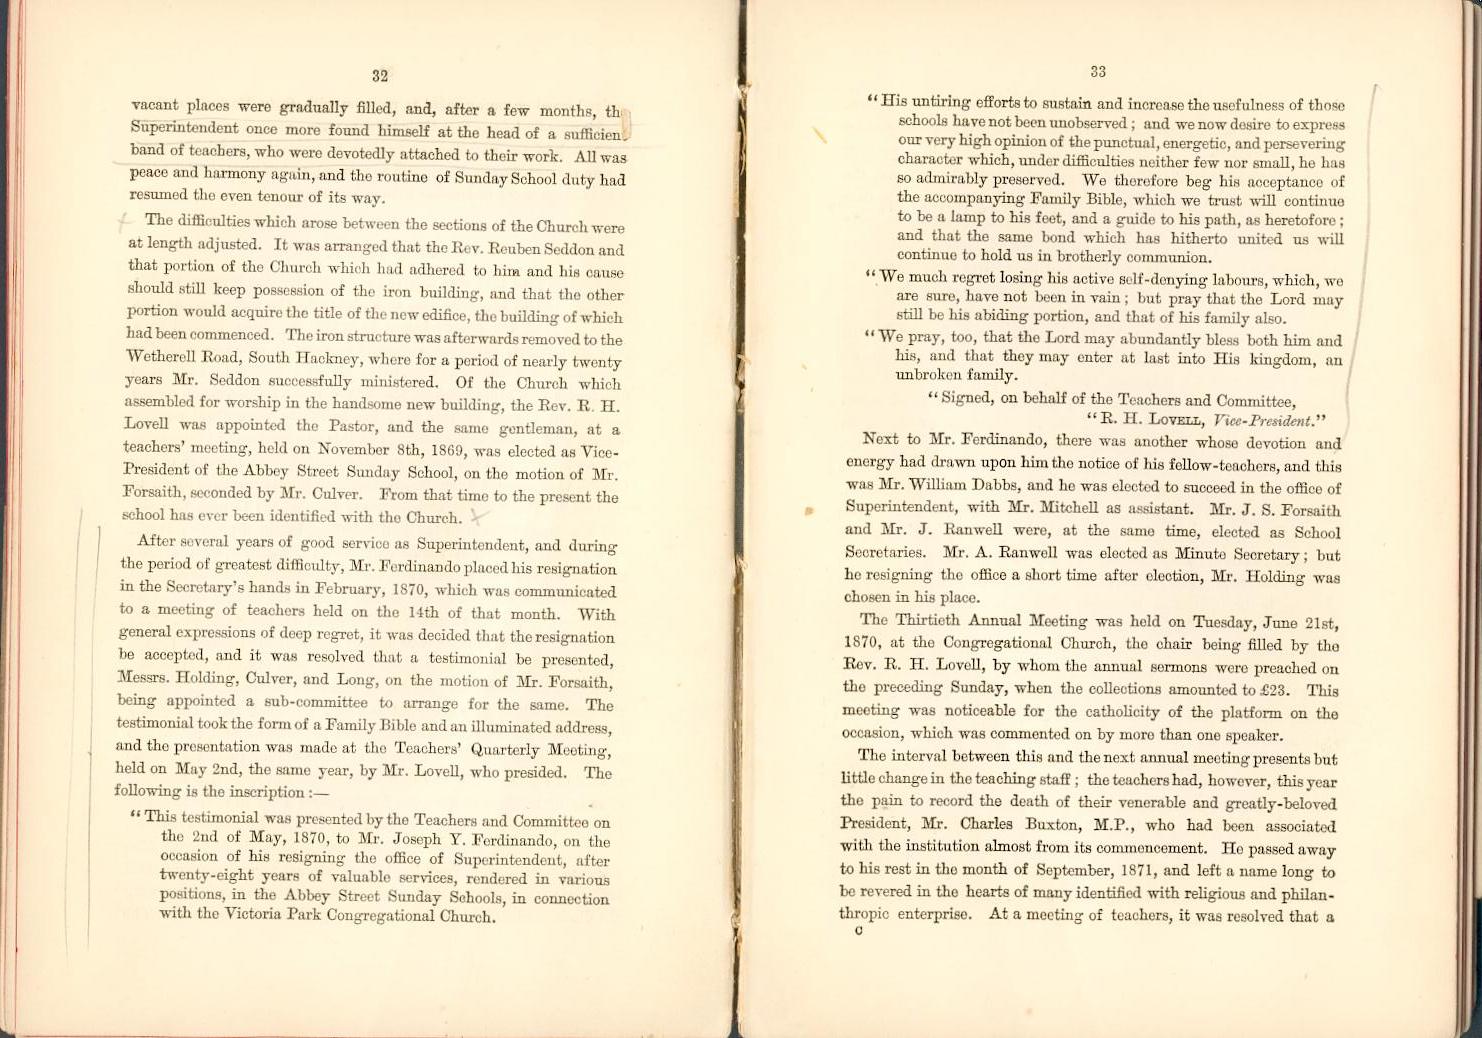 32
vacant places were gradually filled, and, after a few months, th
Superintendent once more found himself at the head of a sufficien
band of teachers, who were devotedly attached to their work. All was
peace and harmony again, and the routine of Sunday School duty had
resumed the even tenour of its way.
The difficulties which arose between the sections of the Church were
at length adjusted. It was arranged that the Rev. Reuben Seddon and
that portion of the Church which had adhered to him and his cause
should still keep possession of the iron building, and that the other
portion would acquire the title of the new edifice, the building of which
had been commenced. The iron structure was afterwards removed to the
Wetherell Road, South Hackney, where for a period of nearly twenty
years Mr. Seddon successfully ministered. Of the Church which
assembled for worship in the handsome new building, the Rev. R. H.
Lovell was appointed the Pastor, and the same gentleman, at a
teachers' meeting, held on November 8th, 1869, was elected as Vice-
President of the Abbey Street Sunday School, on the motion of Mr.
Forsaith, seconded by Mr. Culver. From that time to the present the
school has ever been identified with the Church.
After several years of good service as Superintendent, and during
the period of greatest difficulty, Mr. Ferdinando placed his resignation
in the Secretary's hands in February, 1870, which was communicated
to a meeting of teachers held on the 14th of that month. With
general expressions of deep regret, it was decided that the resignation
be accepted, and it was resolved that a testimonial be presented,
Messrs. Holding, Culver, and Long, on the motion of Mr. Forsaith,
being appointed a sub-committee to arrange for the same. The
testimonial took the form of a Family Bible and an illuminated address,
and the presentation was made at the Teachers' Quarterly Meeting,
held on May 2nd, the same year, by Mr. Lovell, who presided. The
following is the inscription :—
"This testimonial was presented by the Teachers and Committee on
the 2nd of May, 1870, to Mr. Joseph Y. Ferdinando, on the
occasion of his resigning the office of Superintendent, after
twenty-eight years of valuable services, rendered in various
positions, in the Abbey Street Sunday Schools, in connection
with the Victoria Park Congregational Church.
33
"His untiring efforts to sustain and increase the usefulness of those
schools have not been unobserved ; and we now desire to express
our very high opinion of the punctual, energetic, and persevering
character which, under difficulties neither few nor small, he has
so admirably preserved. We therefore beg his acceptance of
the accompanying Family Bible, which we trust will continue
to be a lamp to his feet, and a guide to his path, as heretofore ;
and that the same bond which has hitherto united us will
continue to hold us in brotherly communion.
"We much regret losing his active self-denying labours, which, we
are sure, have not been in vain ; but pray that the Lord may
still be his abiding portion, and that of his family also.
"We pray, too, that the Lord may abundantly bless both him and
his, and that they may enter at last into His kingdom, an
unbroken family.
"Signed, on behalf of the Teachers and Committee,
"R. H. LOVELL, Vice-President."
Next to Mr. Ferdinando, there was another whose devotion and
energy had drawn upon him the notice of his fellow-teachers, and this
was Mr. William Dabbs, and he was elected to succeed in the office of
Superintendent, with Mr. Mitchell as assistant. Mr. J. S. Forsaith
and Mr. J. Ranwell were, at the same time, elected as School
Secretaries. Mr. A. Ranwell was elected as Minute Secretary ; but
he resigning the office a short time after election, Mr. Holding was
chosen in his place.
The Thirtieth Annual Meeting was held on Tuesday, June 21st,
1870, at the Congregational Church, the chair being filled by the
Rev. R. H. Lovell, by whom the annual sermons were preached on
the preceding Sunday, when the collections amounted to £23. This
meeting was noticeable for the catholicity of the platform on the
occasion, which was commented on by more than one speaker.
The interval between this and the next annual meeting presents but
little change in the teaching staff ; the teachers had, however, this year
the pain to record the death of their venerable and greatly-beloved
President, Mr. Charles Buxton, M.P., who had been associated
with the institution almost from its commencement. He passed away
to his rest in the month of September, 1871, and left a name long to
be revered in the hearts of many identified with religious and philan-
thropic enterprise. At a meeting of teachers, it was resolved that a
C